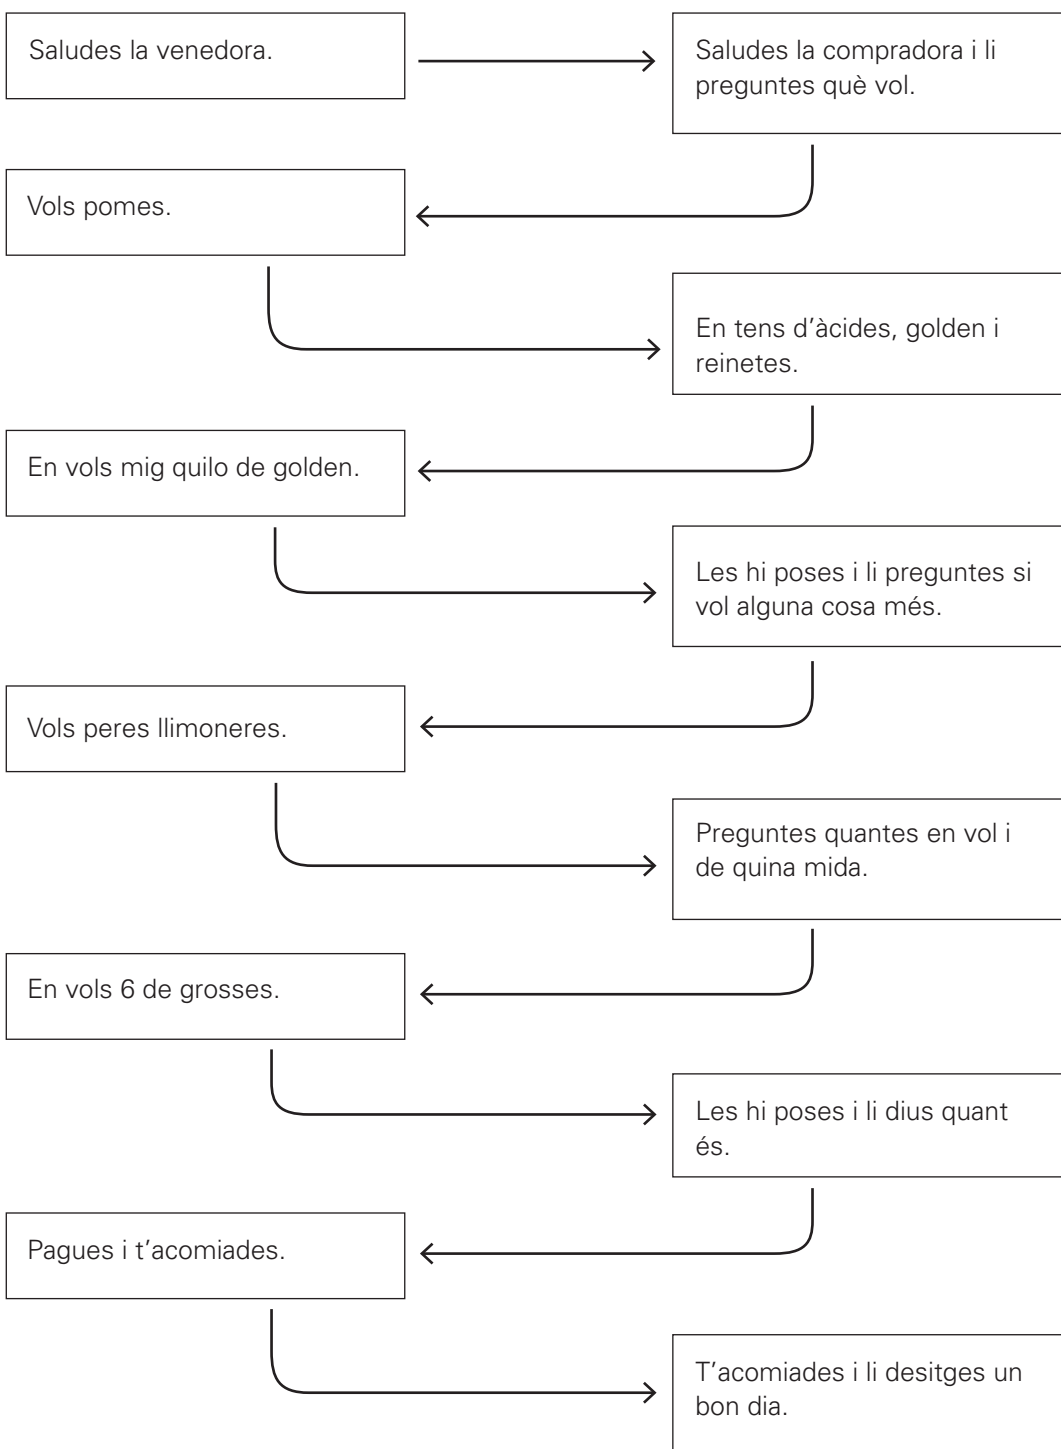 Saludes la venedora.
Saludes la compradora i li
preguntes què vol.
Vols pomes.
En tens d’àcides, golden i
reinetes.
En vols mig quilo de golden.
Les hi poses i li preguntes si
vol alguna cosa més.
Vols peres llimoneres.
Preguntes quantes en vol i
de quina mida.
En vols 6 de grosses.
Les hi poses i li dius quant
és.
Pagues i t’acomiades.
T’acomiades i li desitges un
bon dia.